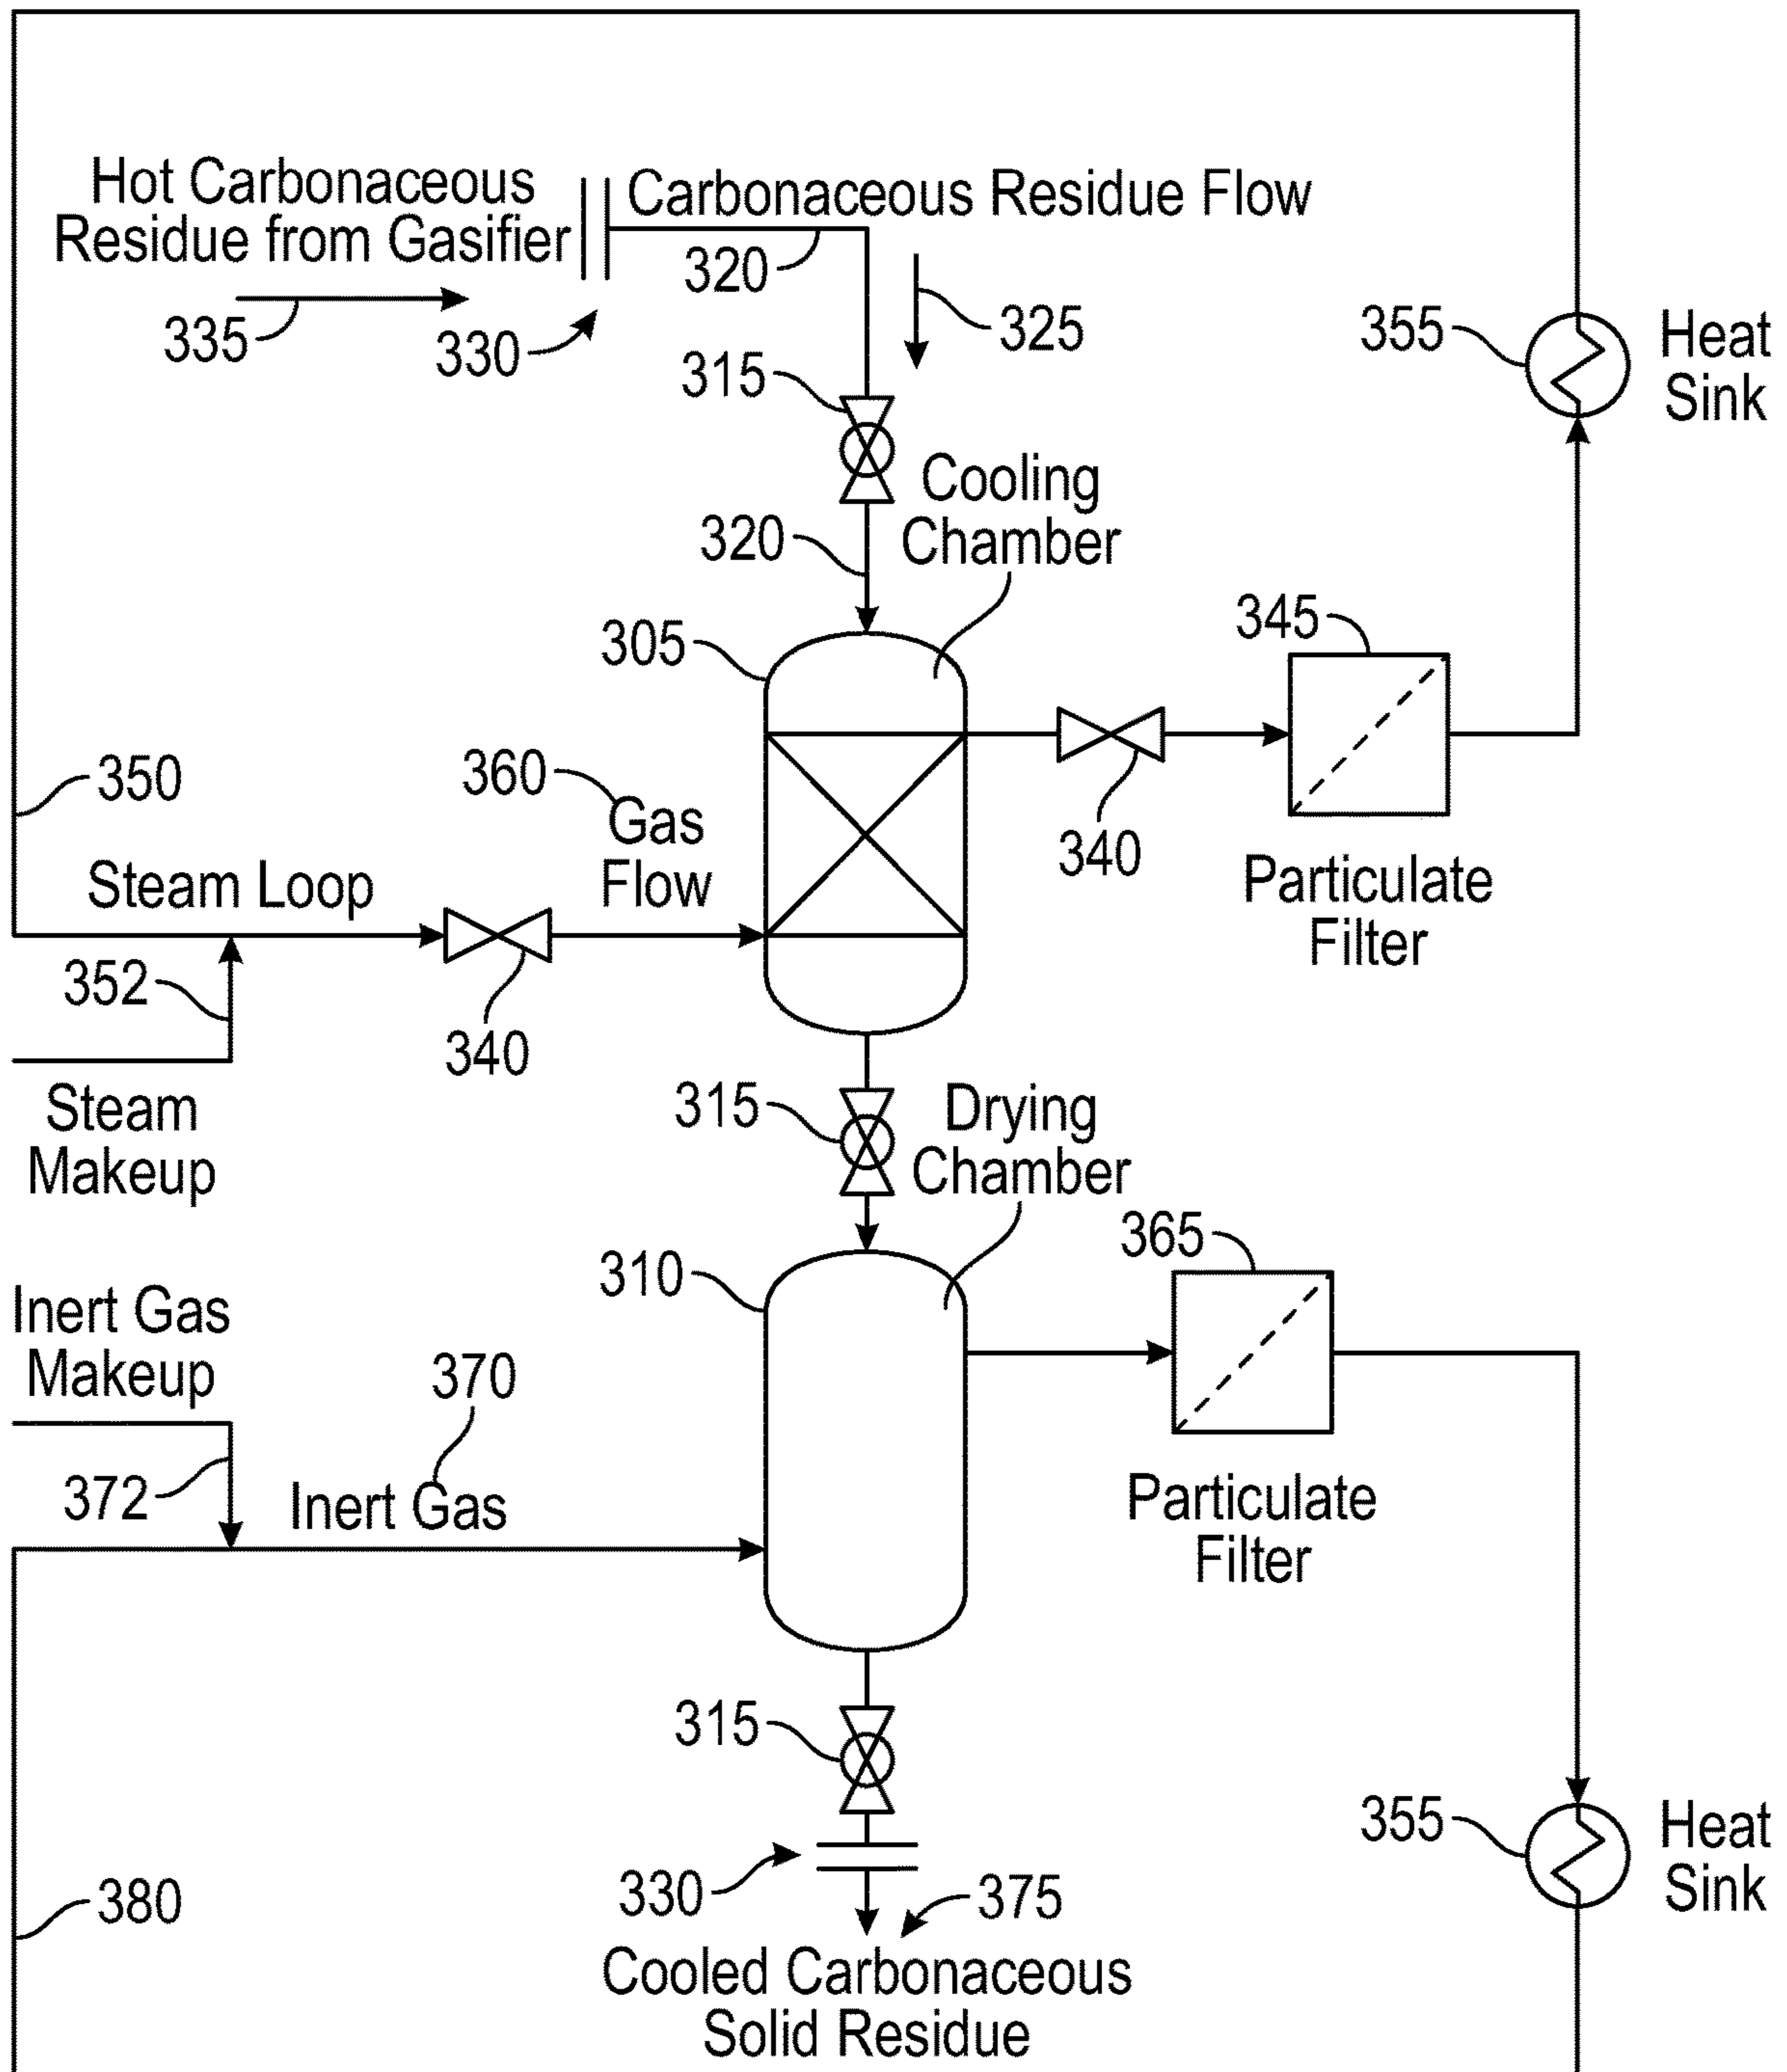 Hot Carbonaceous
Residue from Gasifier
Carbonaceous Residue Flow
320
335
330
325
315
355
Heat
Sink
Cooling
Chamber
320
305
345
350
360
Gas
Flow
340
Particulate
Filter
Steam Loop
352
340
Steam
Makeup
315
Drying
Chamber
310
365
Inert Gas
Makeup
370
372
Inert Gas
Particulate
Filter
315
355
Heat
Sink
330
375
380
Cooled Carbonaceous
Solid Residue